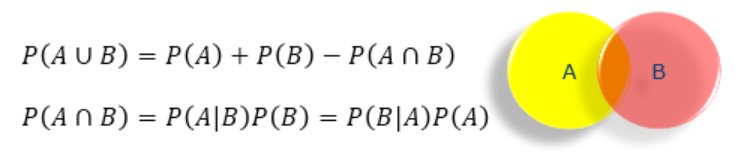 P(A ∪ B) = P(A) + P(B) − P(A ∩ B)
P(A ∩ B) = P(A|B)P(B) = P(B|A)P(A)
A B